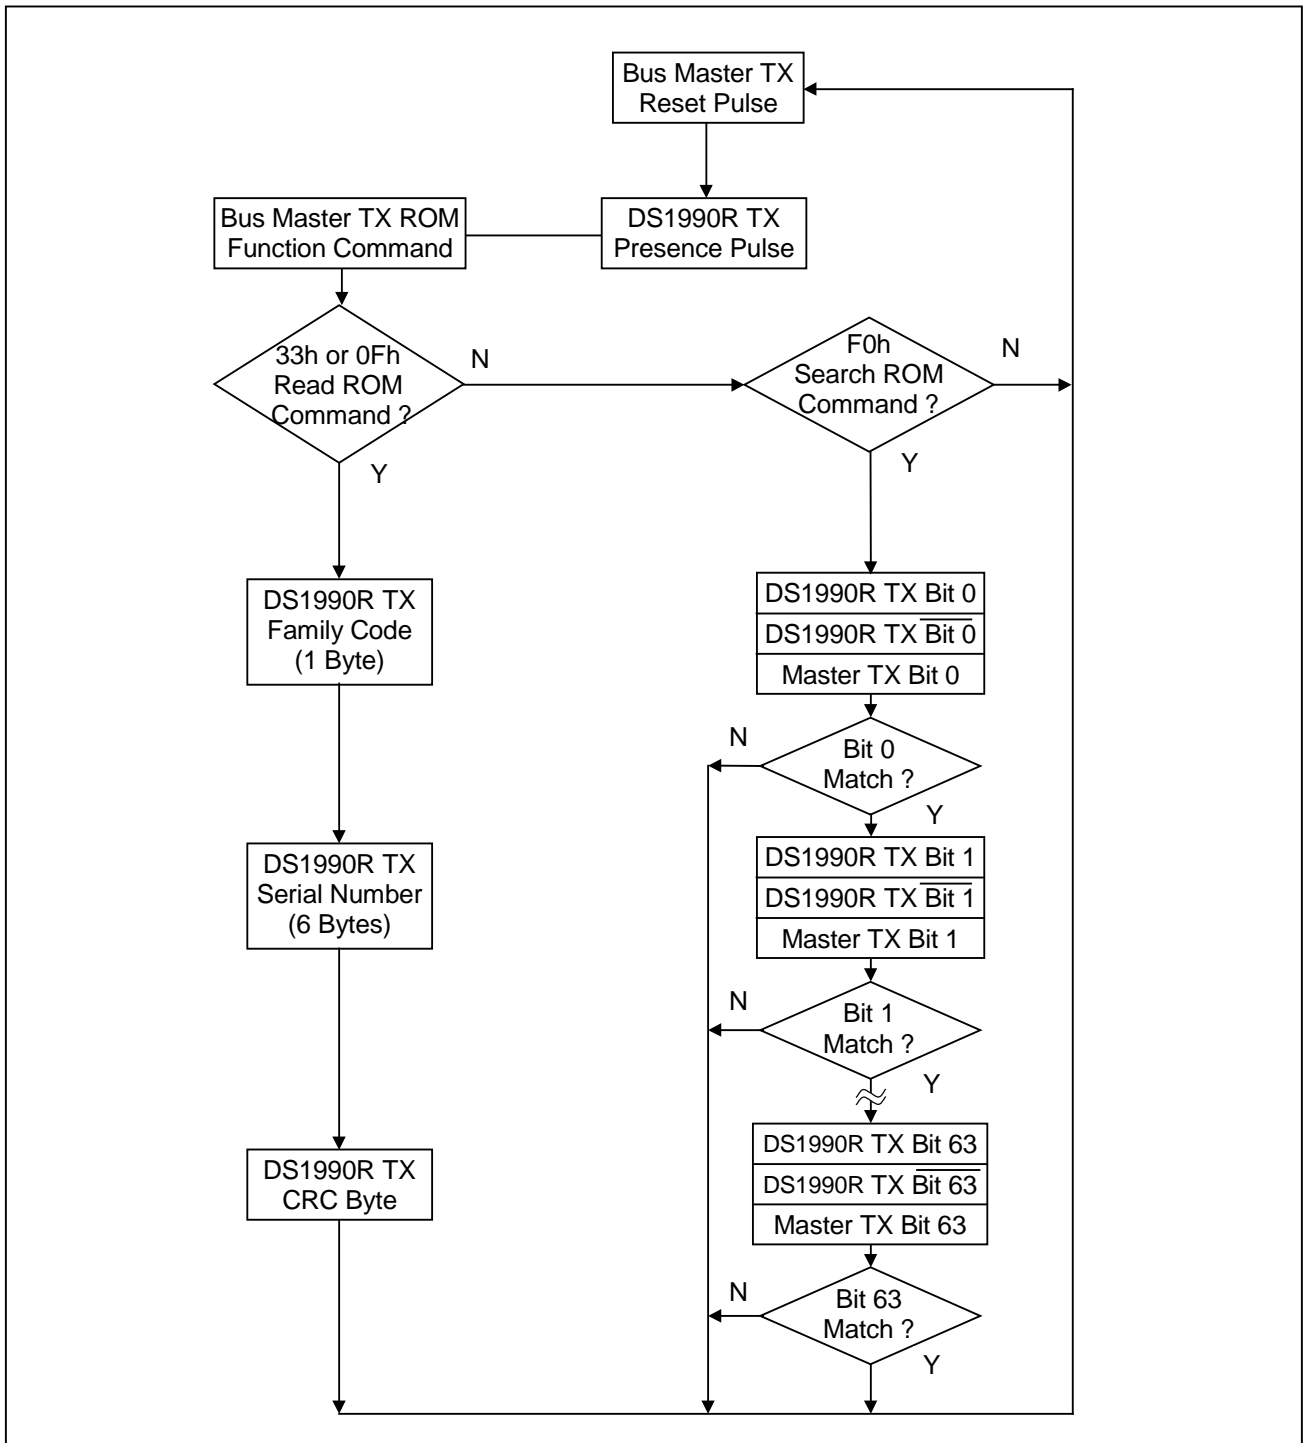 Bus Master TX
Reset Pulse
Bus Master TX ROM
Function Command
DS1990R TX
Presence Pulse
33h or 0Fh
Read ROM
Command ?
N
Y
F0h
Search ROM
Command ?
N
Y
DS1990R TX
Family Code
(1 Byte)
DS1990R TX
Serial Number
(6 Bytes)
DS1990R TX
CRC Byte
DS1990R TX Bit 0
DS1990R TX B̅i̅t̅ ̅0̅
Master TX Bit 0
Bit 0
Match ?
N
Y
DS1990R TX Bit 1
DS1990R TX B̅i̅t̅ ̅1̅
Master TX Bit 1
Bit 1
Match ?
N
Y
DS1990R TX Bit 63
DS1990R TX B̅i̅t̅ ̅6̅3̅
Master TX Bit 63
Bit 63
Match ?
N
Y